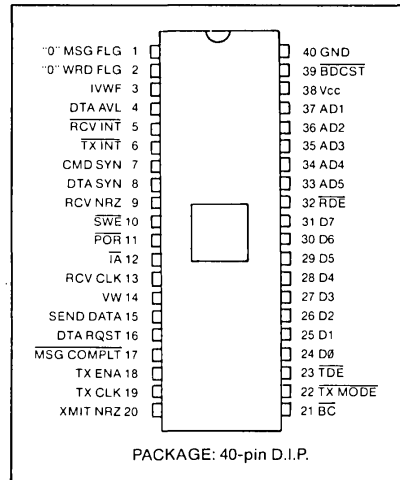 "0" MSG FLG 1
"0" WRD FLG 2
IVWF 3
DTA AVL 4
RCV INT 5
TX INT 6
CMD SYN 7
DTA SYN 8
RCV NRZ 9
SWE 10
POR 11
IA 12
RCV CLK 13
VW 14
SEND DATA 15
DTA RQST 16
MSG COMPLT 17
TX ENA 18
TX CLK 19
XMIT NRZ 20
40 GND
39 BDCST
38 Vcc
37 AD1
36 AD2
35 AD3
34 AD4
33 AD5
32 RDE
31 D7
30 D6
29 D5
28 D4
27 D3
26 D2
25 D1
24 DØ
23 TDE
22 TX MODE
21 BC
PACKAGE: 40-pin D.I.P.